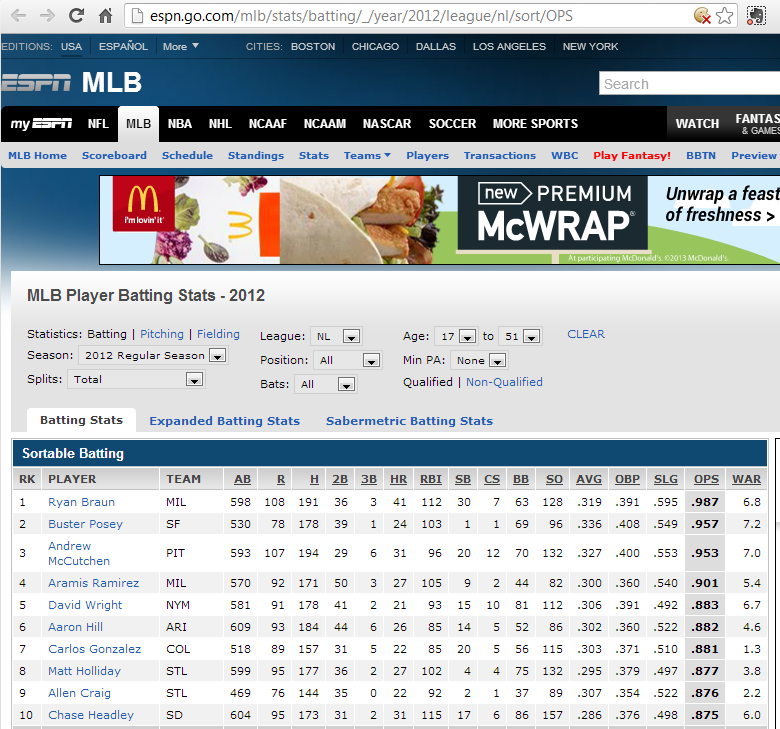 espn.go.com/mlb/stats/batting/_/year/2012/league/nl/sort/OPS
EDITIONS: USA ESPAÑOL More CITIES: BOSTON CHICAGO DALLAS LOS ANGELES NEW YORK
ESPN MLB
Search
my ESPN NFL MLB NBA NHL NCAAF NCAAM NASCAR SOCCER MORE SPORTS WATCH FANTAS
& GAMES
MLB Home Scoreboard Schedule Standings Stats Teams Players Transactions WBC Play Fantasy! BBTN Preview
i'm lovin' it®
new PREMIUM
McWRAP®
Unwrap a feast
of freshness >
At participating McDonald's. ©2013 McDonald's.
MLB Player Batting Stats - 2012
Statistics: Batting | Pitching | Fielding League: NL Age: 17 to 51 CLEAR
Season: 2012 Regular Season Position: All Min PA: None
Splits: Total Bats: All Qualified | Non-Qualified
Batting Stats Expanded Batting Stats Sabermetric Batting Stats
Sortable Batting
RK PLAYER TEAM AB R H 2B 3B HR RBI SB CS BB SO AVG OBP SLG OPS WAR
1 Ryan Braun MIL 598 108 191 36 3 41 112 30 7 63 128 .319 .391 .595 .987 6.8
2 Buster Posey SF 530 78 178 39 1 24 103 1 1 69 96 .336 .408 .549 .957 7.2
3 Andrew McCutchen PIT 593 107 194 29 6 31 96 20 12 70 132 .327 .400 .553 .953 7.0
4 Aramis Ramirez MIL 570 92 171 50 3 27 105 9 2 44 82 .300 .360 .540 .901 5.4
5 David Wright NYM 581 91 178 41 2 21 93 15 10 81 112 .306 .391 .492 .883 6.7
6 Aaron Hill ARI 609 93 184 44 6 26 85 14 5 52 86 .302 .360 .522 .882 4.6
7 Carlos Gonzalez COL 518 89 157 31 5 22 85 20 5 56 115 .303 .371 .510 .881 1.3
8 Matt Holliday STL 599 95 177 36 2 27 102 4 4 75 132 .295 .379 .497 .877 3.8
9 Allen Craig STL 469 76 144 35 0 22 92 2 1 37 89 .307 .354 .522 .876 2.2
10 Chase Headley SD 604 95 173 31 2 31 115 17 6 86 157 .286 .376 .498 .875 6.0